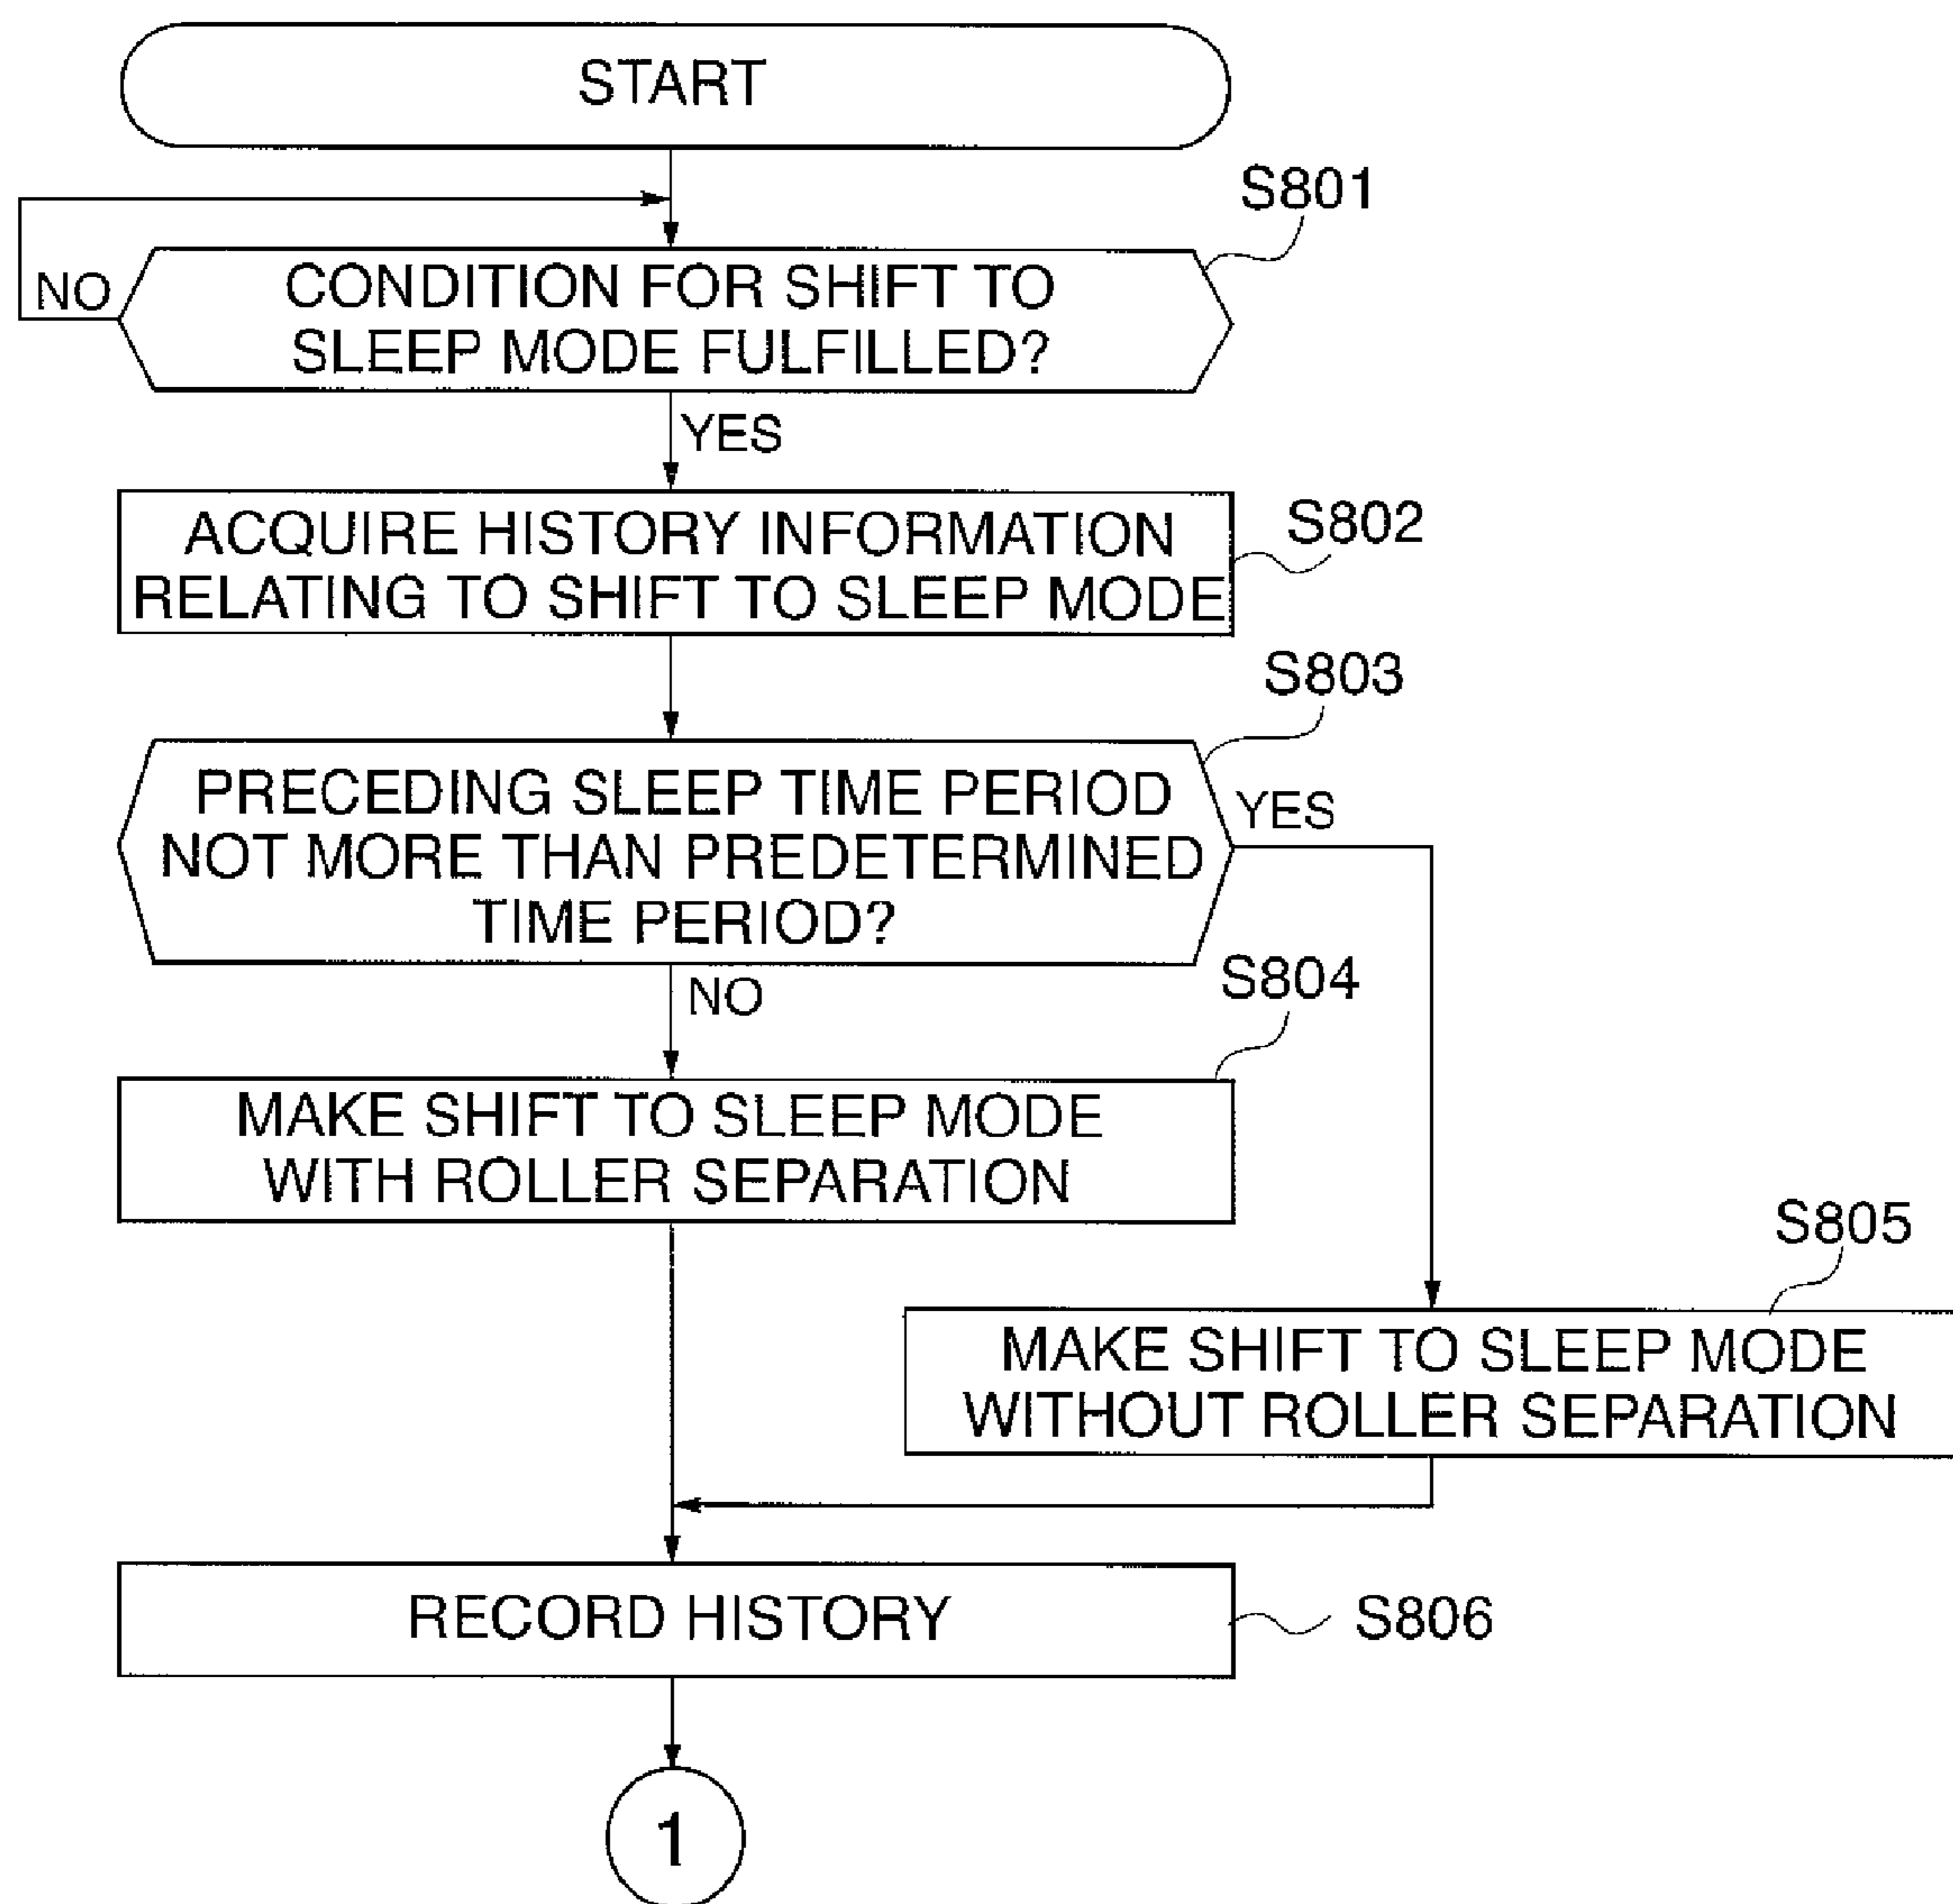 START
S801
NO
CONDITION FOR SHIFT TO
SLEEP MODE FULFILLED?
YES
ACQUIRE HISTORY INFORMATION
RELATING TO SHIFT TO SLEEP MODE
S802
S803
PRECEDING SLEEP TIME PERIOD
NOT MORE THAN PREDETERMINED
TIME PERIOD?
YES
NO
S804
MAKE SHIFT TO SLEEP MODE
WITH ROLLER SEPARATION
S805
MAKE SHIFT TO SLEEP MODE
WITHOUT ROLLER SEPARATION
RECORD HISTORY
S806
1